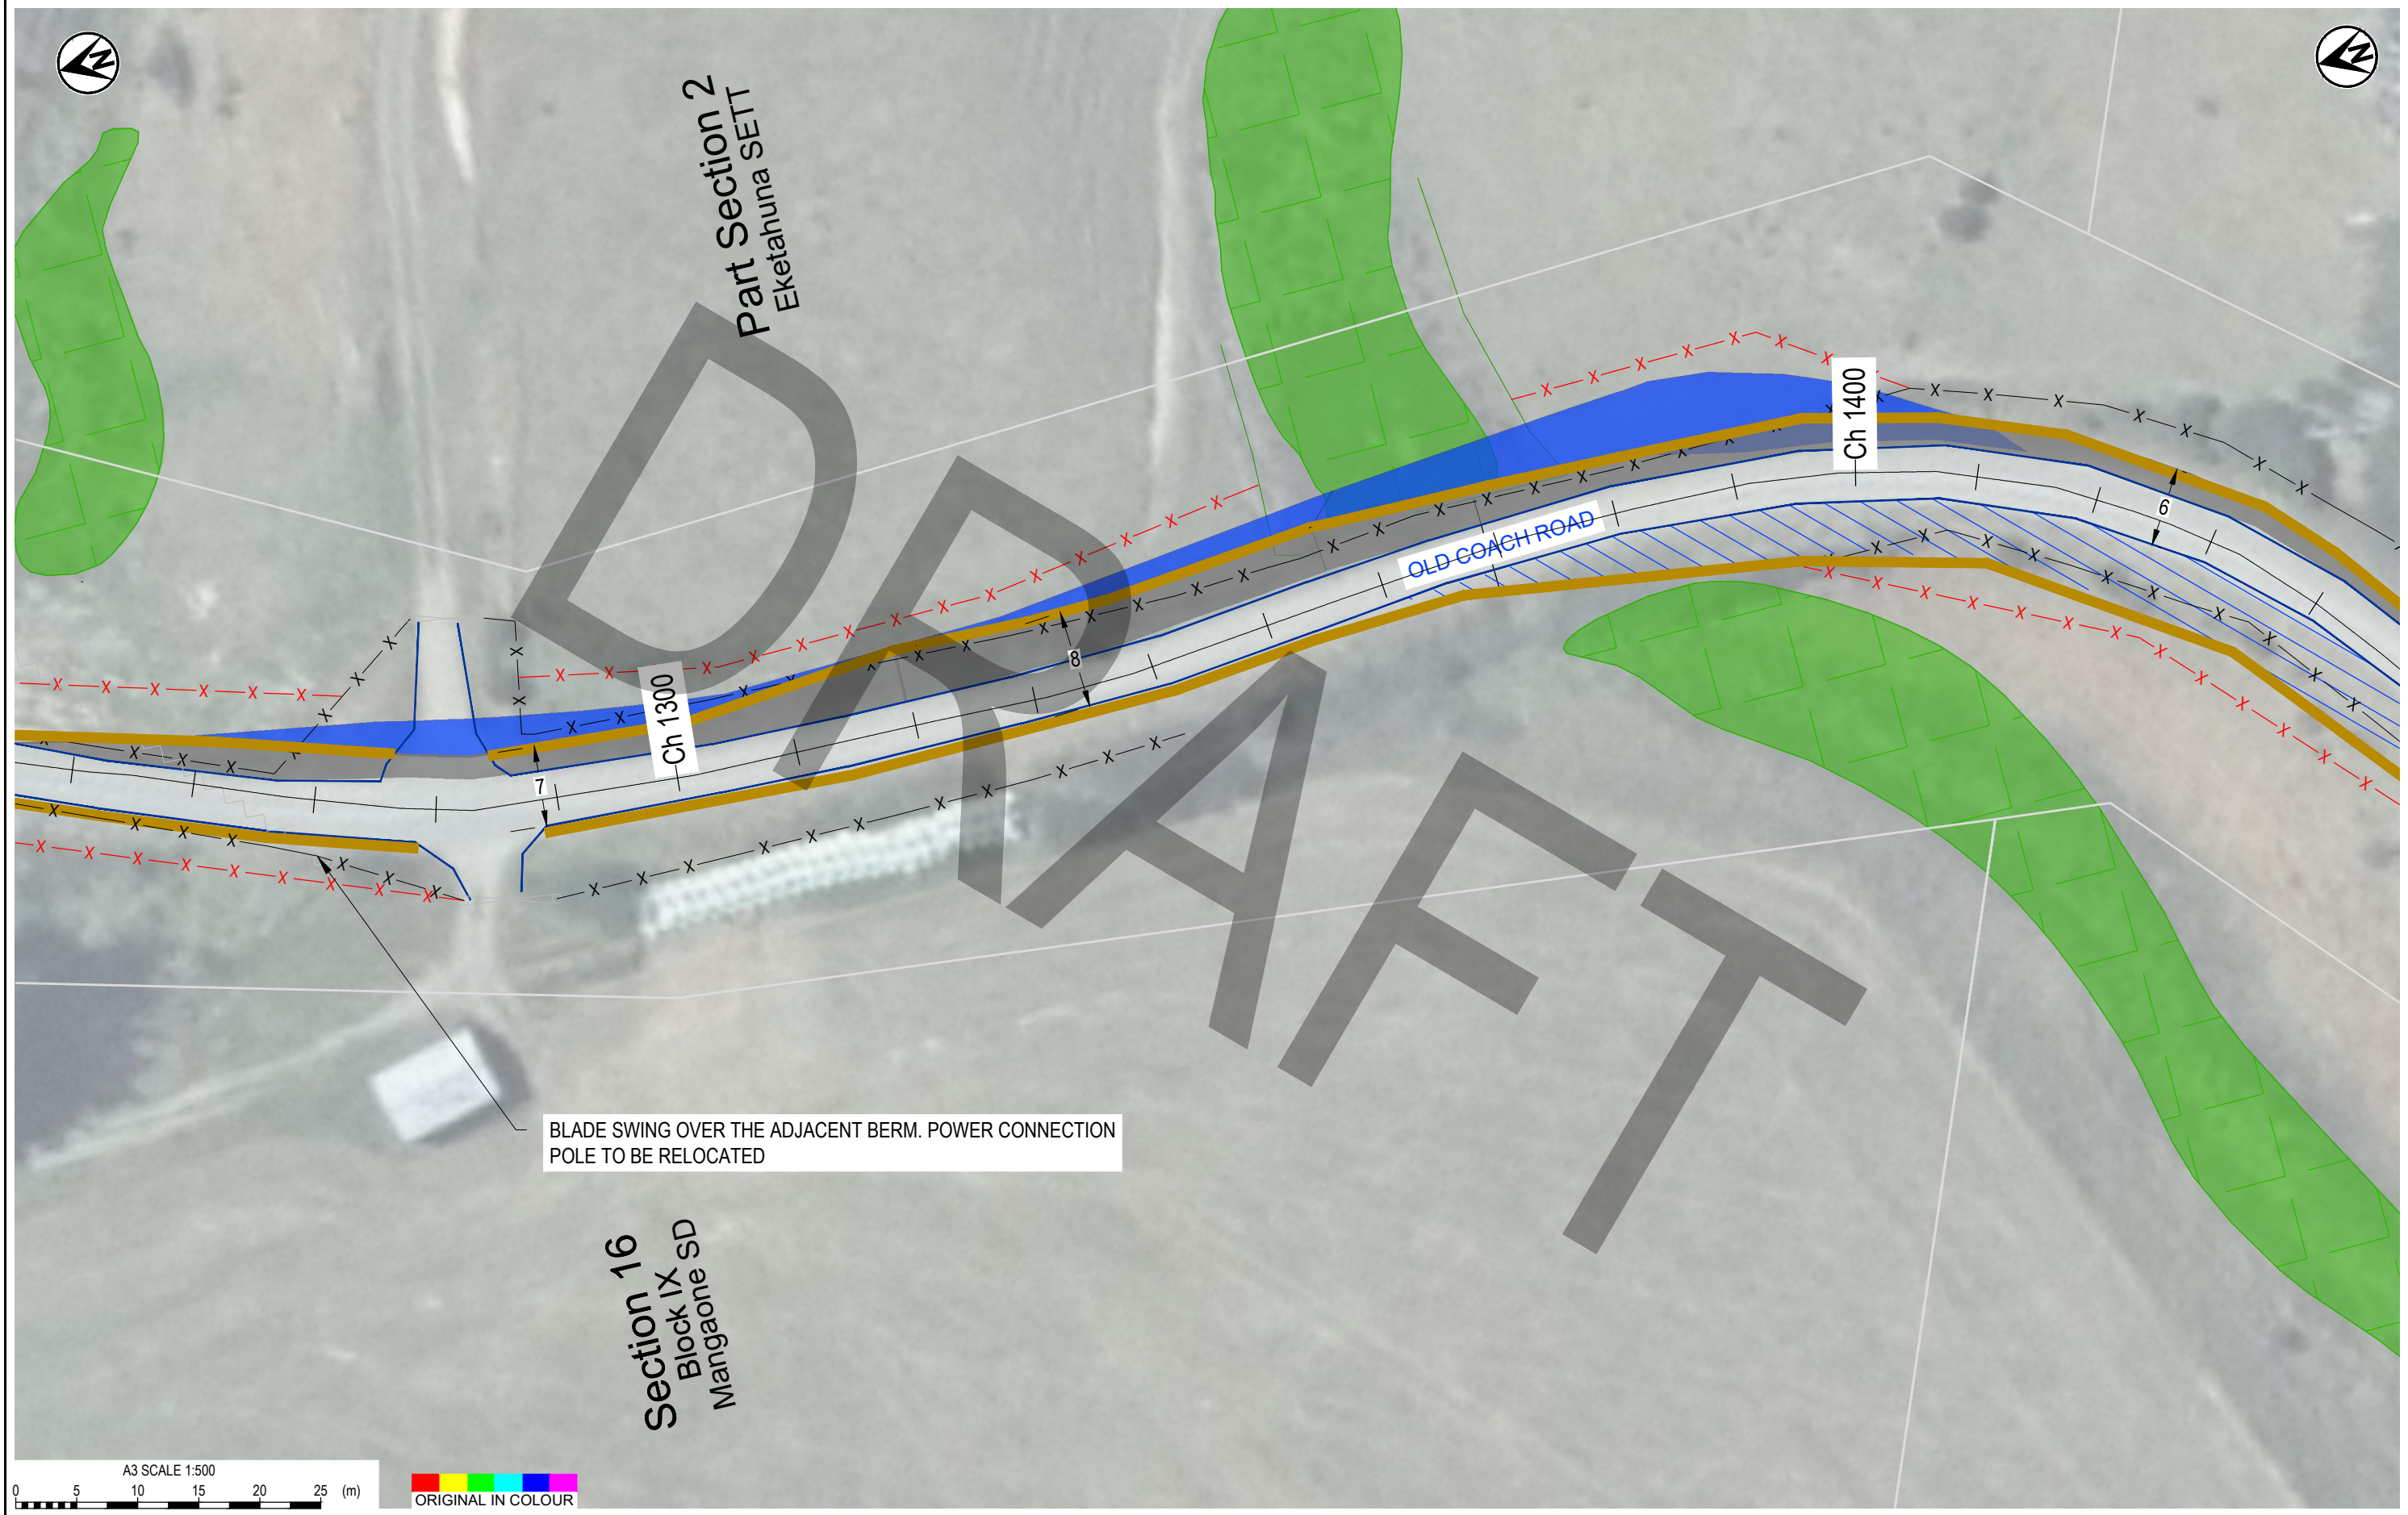 N
N
Part Section 2
Eketahuna SETT
Ch 1400
6
OLD COACH ROAD
8
Ch 1300
7
DRAFT
BLADE SWING OVER THE ADJACENT BERM. POWER CONNECTION
POLE TO BE RELOCATED
Section 16
Block IX
Mangaone SD
A3 SCALE 1:500
0 5 10 15 20 25 (m)
ORIGINAL IN COLOUR